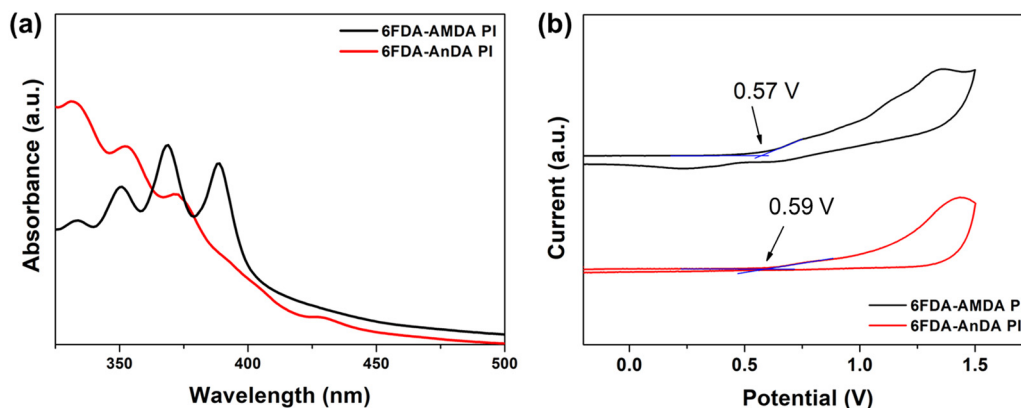 (a)
6FDA-AMDA PI
6FDA-AnDA PI
Absorbance (a.u.)
350
400
450
500
Wavelength (nm)
(b)
0.57 V
0.59 V
Current (a.u.)
6FDA-AMDA PI
6FDA-AnDA PI
0.0
0.5
1.0
1.5
Potential (V)